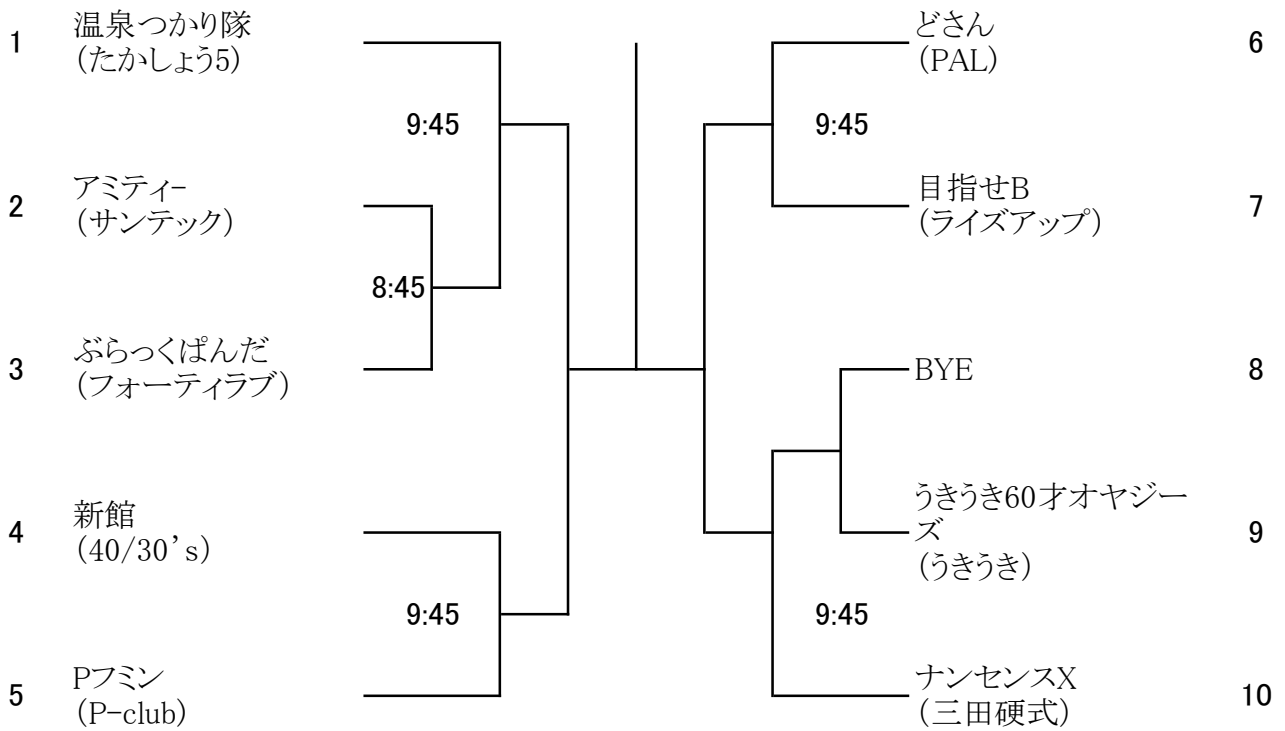 1
温泉つかり隊
(たかしょう5)
9:45
2
アミティー
(サンテック)
8:45
3
ぶらっくぱんだ
(フォーティラブ)
4
新館
(40/30's)
9:45
5
Pフミン
(P-club)
どさん
(PAL)
6
9:45
目指せB
(ライズアップ)
7
BYE
8
うきうき60才オヤジー
ズ
(うきうき)
9
9:45
ナンセンスX
(三田硬式)
10